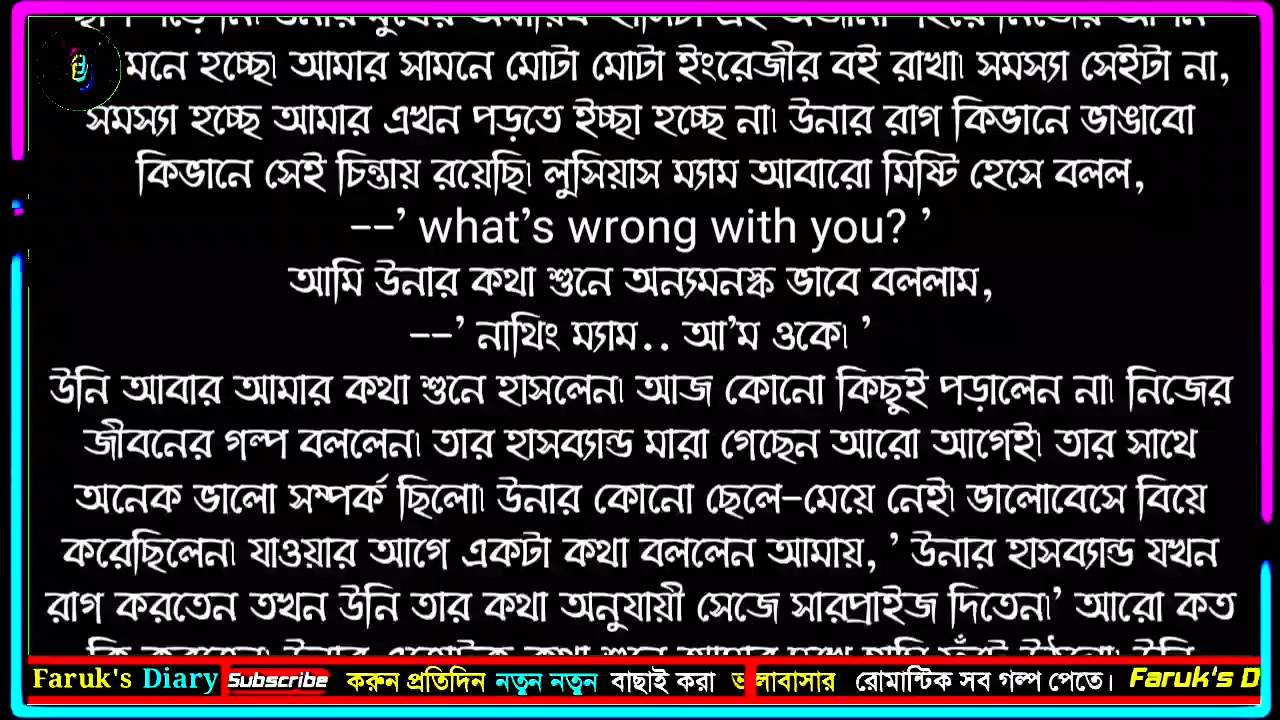 মনে হচ্ছে। আমার সামনে মোটা মোটা ইংরেজীর বই রাখা। সমস্যা সেইটা না,
সমস্যা হচ্ছে আমার এখন পড়তে ইচ্ছা হচ্ছে না। উনার রাগ কিভানে ভাঙাবো
কিভানে সেই চিন্তায় রয়েছি। লুসিয়াস ম্যাম আবারো মিষ্টি হেসে বলল,
--’ what’s wrong with you? ’
আমি উনার কথা শুনে অন্যমনস্ক ভাবে বললাম,
--’ নাথিং ম্যাম.. আ’ম ওকে। ’
উনি আবার আমার কথা শুনে হাসলেন। আজ কোনো কিছুই পড়ালেন না। নিজের
জীবনের গল্প বললেন। তার হাসব্যান্ড মারা গেছেন আরো আগেই। তার সাথে
অনেক ভালো সম্পর্ক ছিলো। উনার কোনো ছেলে-মেয়ে নেই। ভালোবেসে বিয়ে
করেছিলেন। যাওয়ার আগে একটা কথা বললেন আমায়, ’ উনার হাসব্যান্ড যখন
রাগ করতেন তখন উনি তার কথা অনুযায়ী সেজে সারপ্রাইজ দিতেন।’ আরো কত
Faruk's Diary Subscribe করুন প্রতিদিন নতুন নতুন বাছাই করা লাবাসার রোমান্টিক সব গল্প পেতে। Faruk's D